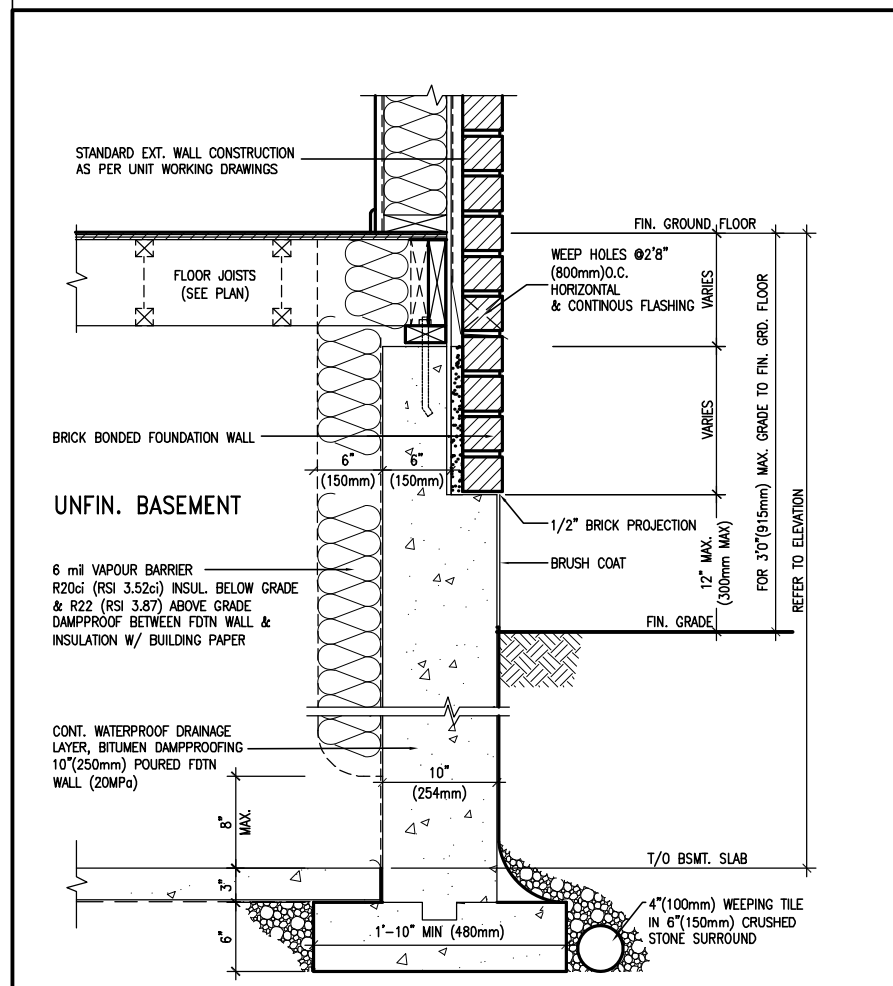 STANDARD EXT. WALL CONSTRUCTION
AS PER UNIT WORKING DRAWINGS
FIN. GROUND FLOOR
WEEP HOLES @2'8"
(800mm)O.C.
HORIZONTAL
& CONTINOUS FLASHING
FLOOR JOISTS
(SEE PLAN)
VARIES
VARIES
FOR 3'0"(915mm) MAX. GRADE TO FIN. GRD. FLOOR
REFER TO ELEVATION
BRICK BONDED FOUNDATION WALL
6"
(150mm)
6"
(150mm)
UNFIN. BASEMENT
1/2" BRICK PROJECTION
BRUSH COAT
12" MAX.
(300mm MAX)
6 mil VAPOUR BARRIER
R20ci (RSI 3.52ci) INSUL. BELOW GRADE
& R22 (RSI 3.87) ABOVE GRADE
DAMPPROOF BETWEEN FDTN WALL &
INSULATION W/ BUILDING PAPER
FIN. GRADE
CONT. WATERPROOF DRAINAGE
LAYER, BITUMEN DAMPPROOFING
10"(250mm) POURED FDTN
WALL (20MPa)
10"
(254mm)
8"
MAX.
T/O BSMT. SLAB
3"
6"
1'-10" MIN (480mm)
4"(100mm) WEEPING TILE
IN 6"(150mm) CRUSHED
STONE SURROUND